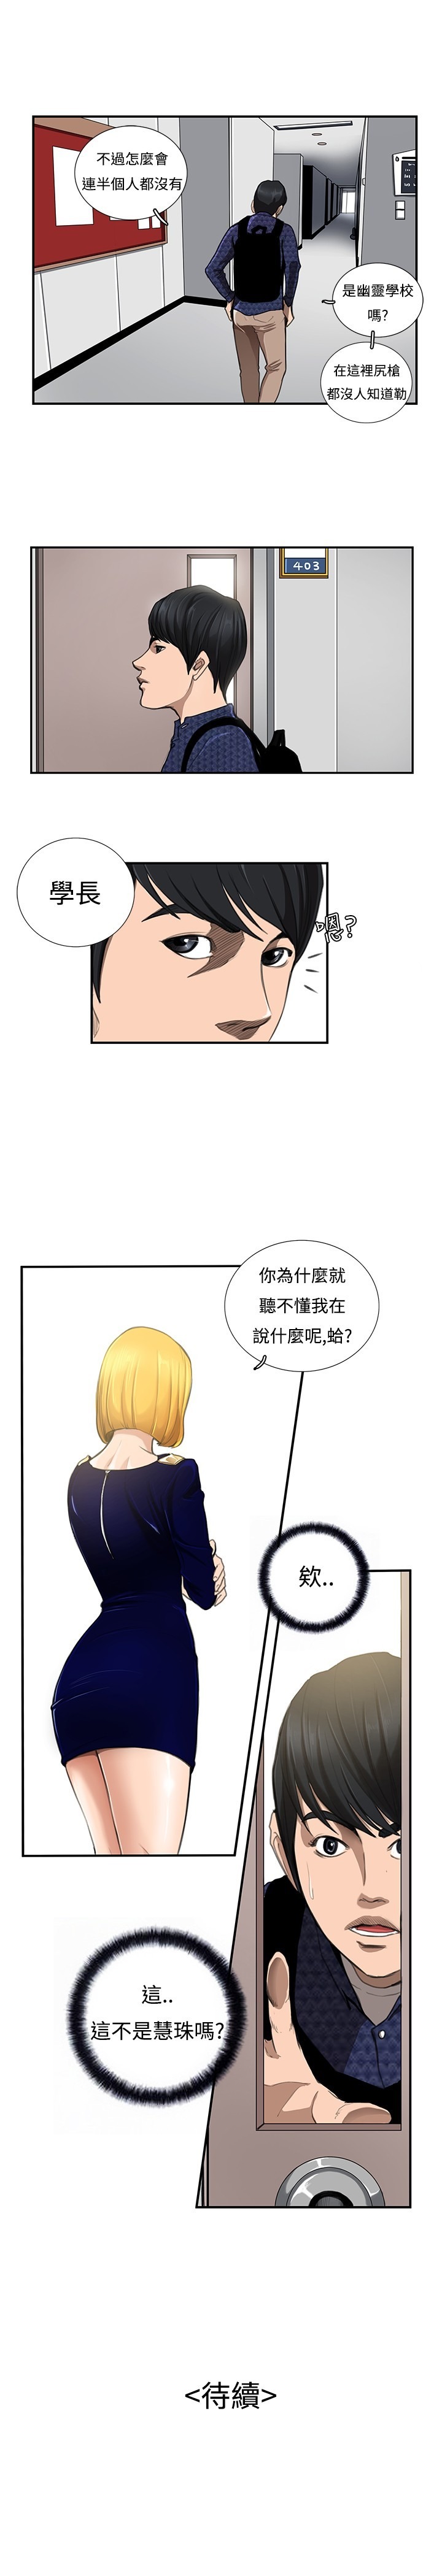 不過怎麼會
連半個人都沒有
是幽靈學校
嗎?
在這裡尻槍
都沒人知道勒
403
學長
嗯?
你為什麼就
聽不懂我在
說什麼呢,蛤?
欸..
這..
這不是慧珠嗎?
<待續>